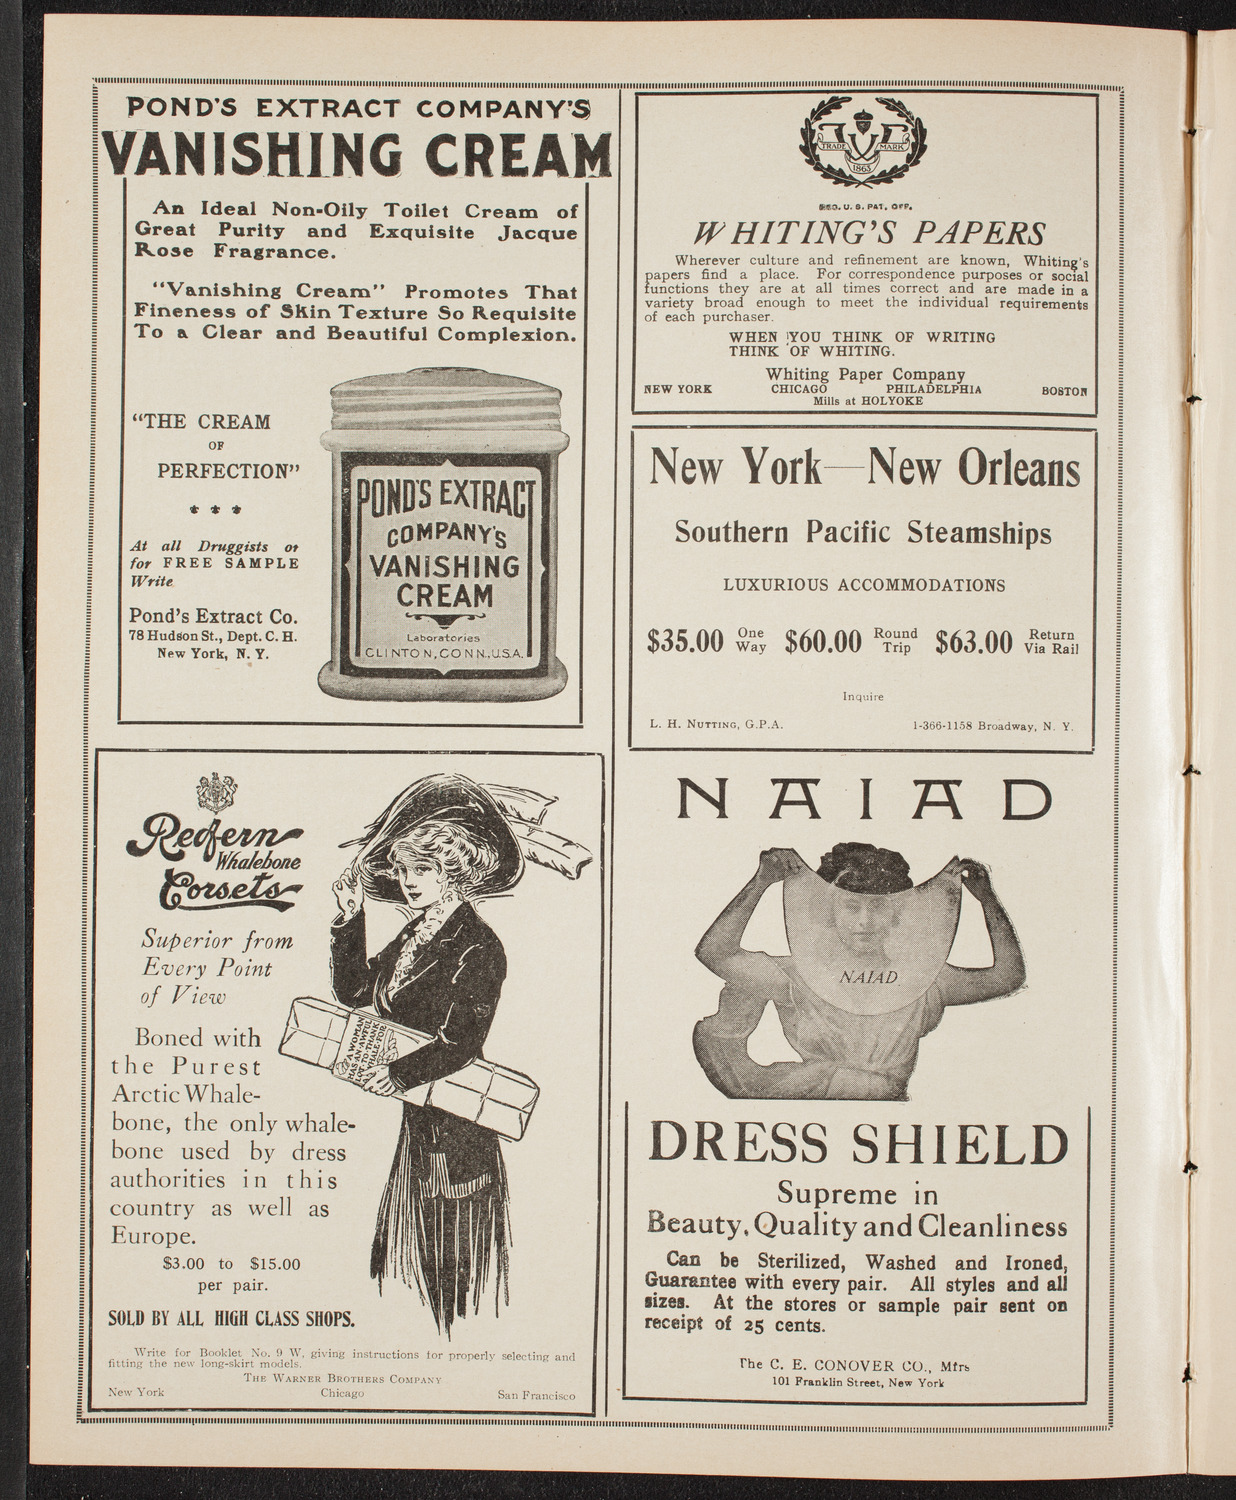 POND'S EXTRACT COMPANY'S
VANISHING CREAM
An Ideal Non-Oily Toilet Cream of
Great Purity and Exquisite Jacque
Rose Fragrance.
"Vanishing Cream" Promotes That
Fineness of Skin Texture So Requisite
To a Clear and Beautiful Complexion.
"THE CREAM
OF
PERFECTION"
* * *
At all Druggists or
for FREE SAMPLE
Write
Pond's Extract Co.
78 Hudson St., Dept. C. H.
New York, N. Y.
POND'S EXTRACT
COMPANY'S
VANISHING
CREAM
Laboratories
CLINTON, CONN., U.S.A.
TRADE MARK
1865
REG. U. S. PAT. OFF.
WHITING'S PAPERS
Wherever culture and refinement are known, Whiting's
papers find a place. For correspondence purposes or social
functions they are at all times correct and are made in a
variety broad enough to meet the individual requirements
of each purchaser.
WHEN YOU THINK OF WRITING
THINK OF WHITING.
Whiting Paper Company
NEW YORK CHICAGO PHILADELPHIA BOSTON
Mills at HOLYOKE
New York—New Orleans
Southern Pacific Steamships
LUXURIOUS ACCOMMODATIONS
$35.00 One Way $60.00 Round Trip $63.00 Return Via Rail
Inquire
L. H. NUTTING, G.P.A. 1-366-1158 Broadway, N. Y.
Redfern
Whalebone
Corsets
Superior from
Every Point
of View
Boned with
the Purest
Arctic Whale-
bone, the only whale-
bone used by dress
authorities in this
country as well as
Europe.
$3.00 to $15.00
per pair.
SOLD BY ALL HIGH CLASS SHOPS.
A WOMAN
HAS AN AWFUL
LOT TO THANK
WHALE FOR
Write for Booklet No. 9 W, giving instructions for properly selecting and
fitting the new long-skirt models.
THE WARNER BROTHERS COMPANY
New York Chicago San Francisco
NAIAD
NAIAD
DRESS SHIELD
Supreme in
Beauty, Quality and Cleanliness
Can be Sterilized, Washed and Ironed,
Guarantee with every pair. All styles and all
sizes. At the stores or sample pair sent on
receipt of 25 cents.
The C. E. CONOVER CO., Mfrs
101 Franklin Street, New York